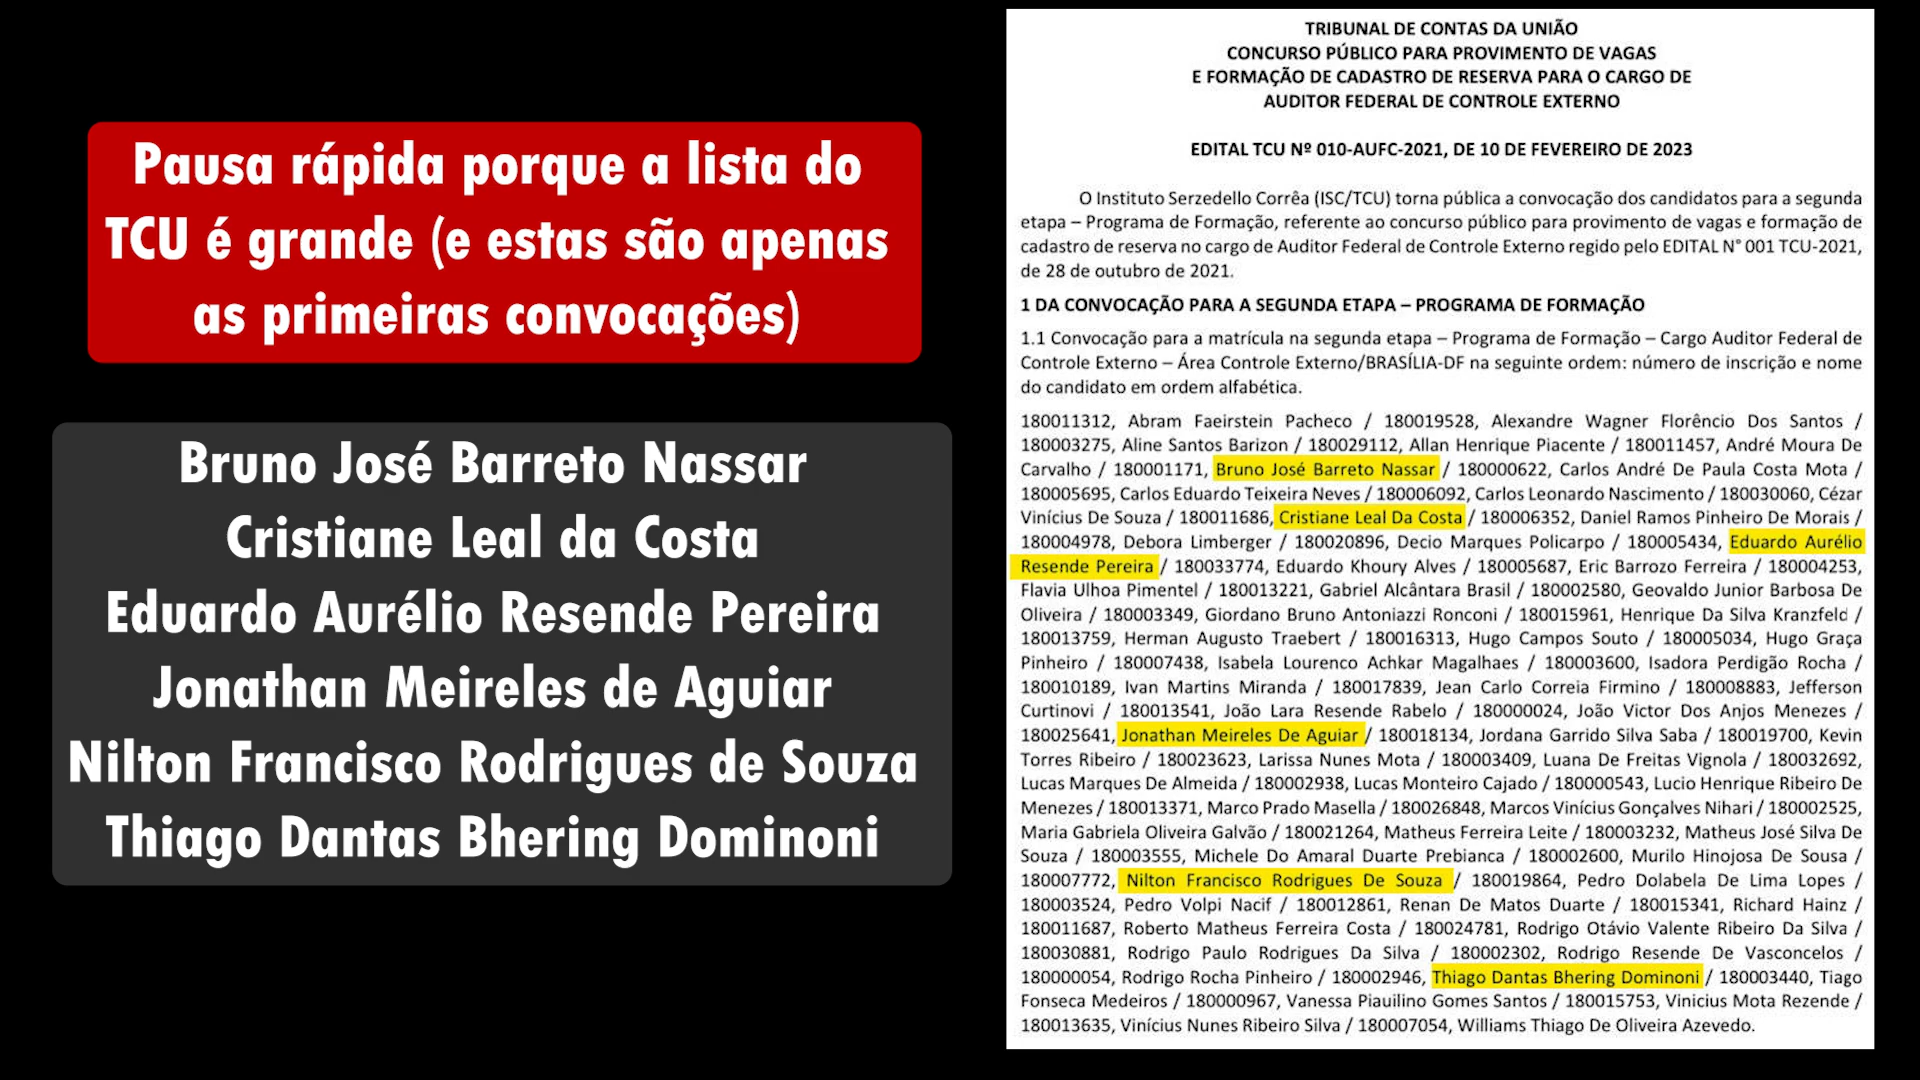 Pausa rápida porque a lista do
TCU é grande (e estas são apenas
as primeiras convocações)
Bruno José Barreto Nassar
Cristiane Leal da Costa
Eduardo Aurélio Resende Pereira
Jonathan Meireles de Aguiar
Nilton Francisco Rodrigues de Souza
Thiago Dantas Bhering Dominoni
TRIBUNAL DE CONTAS DA UNIÃO
CONCURSO PÚBLICO PARA PROVIMENTO DE VAGAS
E FORMAÇÃO DE CADASTRO DE RESERVA PARA O CARGO DE
AUDITOR FEDERAL DE CONTROLE EXTERNO
EDITAL TCU Nº 010-AUFC-2021, DE 10 DE FEVEREIRO DE 2023
O Instituto Serzedello Corrêa (ISC/TCU) torna pública a convocação dos candidatos para a segunda
etapa – Programa de Formação, referente ao concurso público para provimento de vagas e formação de
cadastro de reserva no cargo de Auditor Federal de Controle Externo regido pelo EDITAL N° 001 TCU-2021,
de 28 de outubro de 2021.
1 DA CONVOCAÇÃO PARA A SEGUNDA ETAPA – PROGRAMA DE FORMAÇÃO
1.1 Convocação para a matrícula na segunda etapa – Programa de Formação – Cargo Auditor Federal de
Controle Externo – Área Controle Externo/BRASÍLIA-DF na seguinte ordem: número de inscrição e nome
do candidato em ordem alfabética.
180011312, Abram Faeirstein Pacheco / 180019528, Alexandre Wagner Florêncio Dos Santos /
180003275, Aline Santos Barizon / 180029112, Allan Henrique Piacente / 180011457, André Moura De
Carvalho / 180001171, Bruno José Barreto Nassar / 180000622, Carlos André De Paula Costa Mota /
180005695, Carlos Eduardo Teixeira Neves / 180006092, Carlos Leonardo Nascimento / 180030060, Cézar
Vinícius De Souza / 180011686, Cristiane Leal Da Costa / 180006352, Daniel Ramos Pinheiro De Morais /
180004978, Debora Limberger / 180020896, Decio Marques Policarpo / 180005434, Eduardo Aurélio
Resende Pereira / 180033774, Eduardo Khoury Alves / 180005687, Eric Barrozo Ferreira / 180004253,
Flavia Ulhoa Pimentel / 180013221, Gabriel Alcântara Brasil / 180002580, Geovaldo Junior Barbosa De
Oliveira / 180003349, Giordano Bruno Antoniazzi Ronconi / 180015961, Henrique Da Silva Kranzfeld /
180013759, Herman Augusto Traebert / 180016313, Hugo Campos Souto / 180005034, Hugo Graça
Pinheiro / 180007438, Isabela Lourenco Achkar Magalhaes / 180003600, Isadora Perdigão Rocha /
180010189, Ivan Martins Miranda / 180017839, Jean Carlo Correia Firmino / 180008883, Jefferson
Curtinovi / 180013541, João Lara Resende Rabelo / 180000024, João Victor Dos Anjos Menezes /
180025641, Jonathan Meireles De Aguiar / 180018134, Jordana Garrido Silva Saba / 180019700, Kevin
Torres Ribeiro / 180023623, Larissa Nunes Mota / 180003409, Luana De Freitas Vignola / 180032692,
Lucas Marques De Almeida / 180002938, Lucas Monteiro Cajado / 180000543, Lucio Henrique Ribeiro De
Menezes / 180013371, Marco Prado Masella / 180026848, Marcos Vinícius Gonçalves Nihari / 180002525,
Maria Gabriela Oliveira Galvão / 180021264, Matheus Ferreira Leite / 180003232, Matheus José Silva De
Souza / 180003555, Michele Do Amaral Duarte Prebianca / 180002600, Murilo Hinojosa De Sousa /
180007772, Nilton Francisco Rodrigues De Souza / 180019864, Pedro Dolabela De Lima Lopes /
180003524, Pedro Volpi Nacif / 180012861, Renan De Matos Duarte / 180015341, Richard Hainz /
180011687, Roberto Matheus Ferreira Costa / 180024781, Rodrigo Otávio Valente Ribeiro Da Silva /
180030881, Rodrigo Paulo Rodrigues Da Silva / 180002302, Rodrigo Resende De Vasconcelos /
180000054, Rodrigo Rocha Pinheiro / 180002946, Thiago Dantas Bhering Dominoni / 180003440, Tiago
Fonseca Medeiros / 180000967, Vanessa Piauilino Gomes Santos / 180015753, Vinicius Mota Rezende /
180013635, Vinícius Nunes Ribeiro Silva / 180007054, Williams Thiago De Oliveira Azevedo.